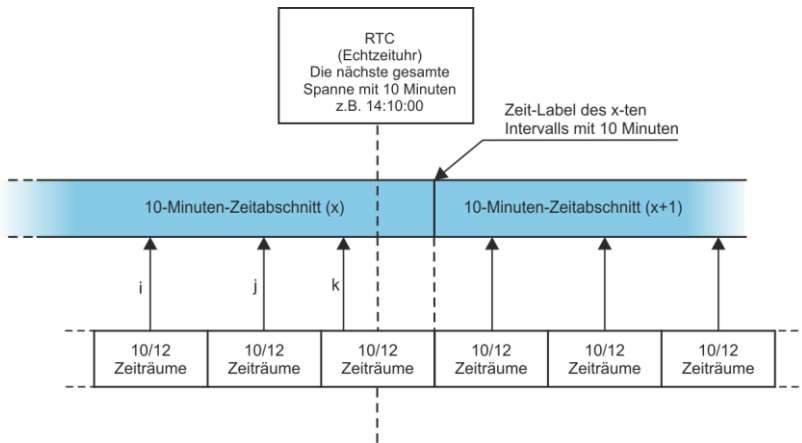 RTC
(Echtzeituhr)
Die nächste gesamte
Spanne mit 10 Minuten
z.B. 14:10:00
Zeit-Label des x-ten
Intervalls mit 10 Minuten
10-Minuten-Zeitabschnitt (x)
10-Minuten-Zeitabschnitt (x+1)
i
j
k
10/12
Zeiträume
10/12
Zeiträume
10/12
Zeiträume
10/12
Zeiträume
10/12
Zeiträume
10/12
Zeiträume